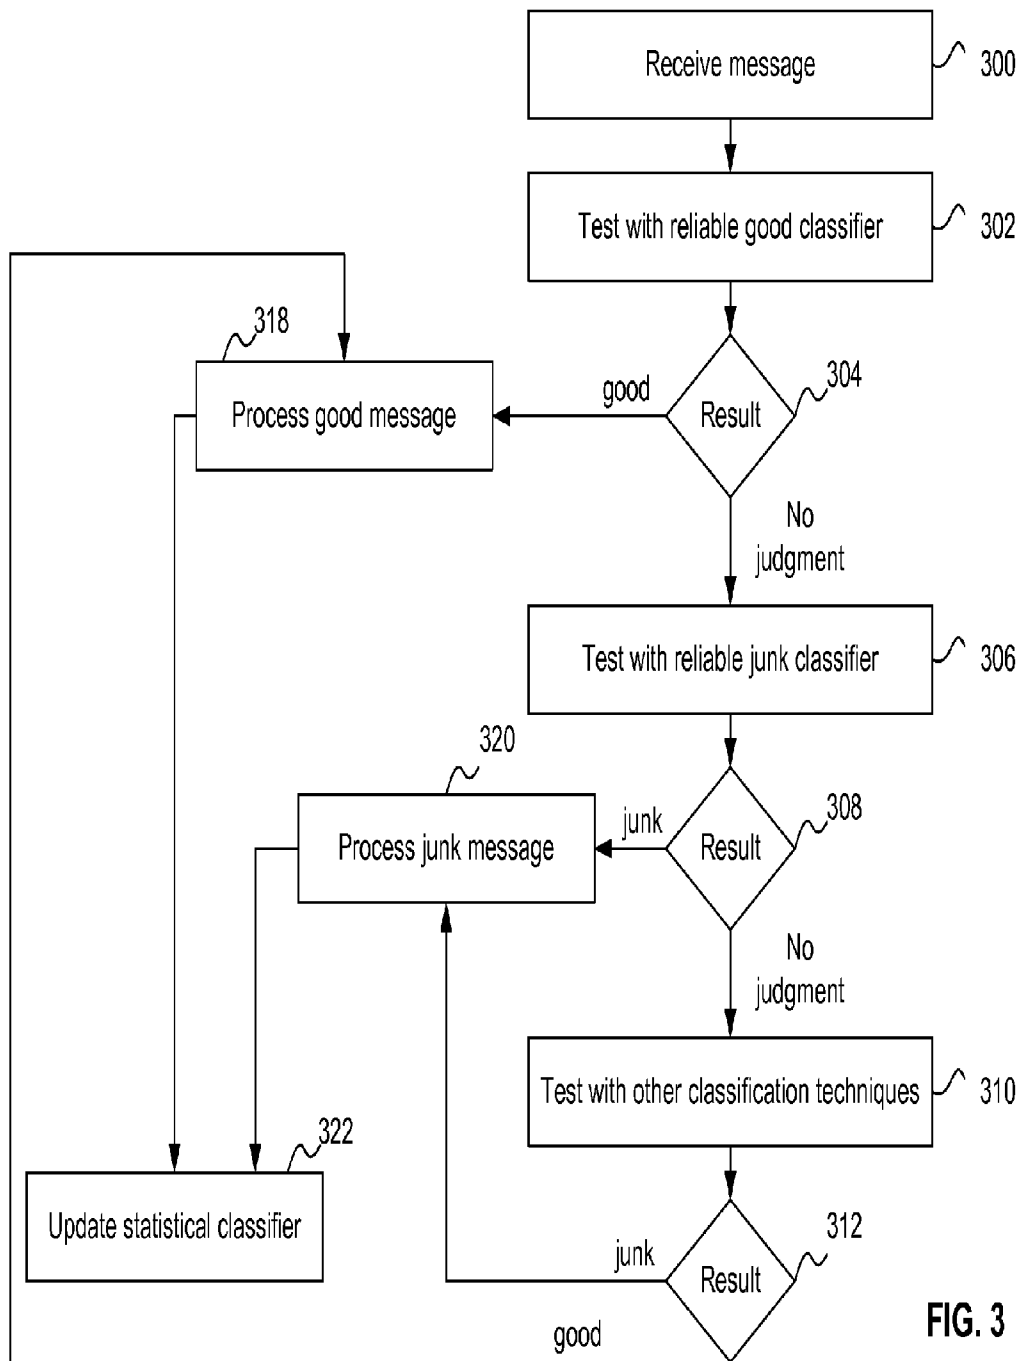 Receive message
300
Test with reliable good classifier
302
318
Process good message
good
Result
304
No
judgment
Test with reliable junk classifier
306
320
Process junk message
junk
Result
308
No
judgment
Test with other classification techniques
310
322
Update statistical classifier
junk
Result
312
good
FIG. 3